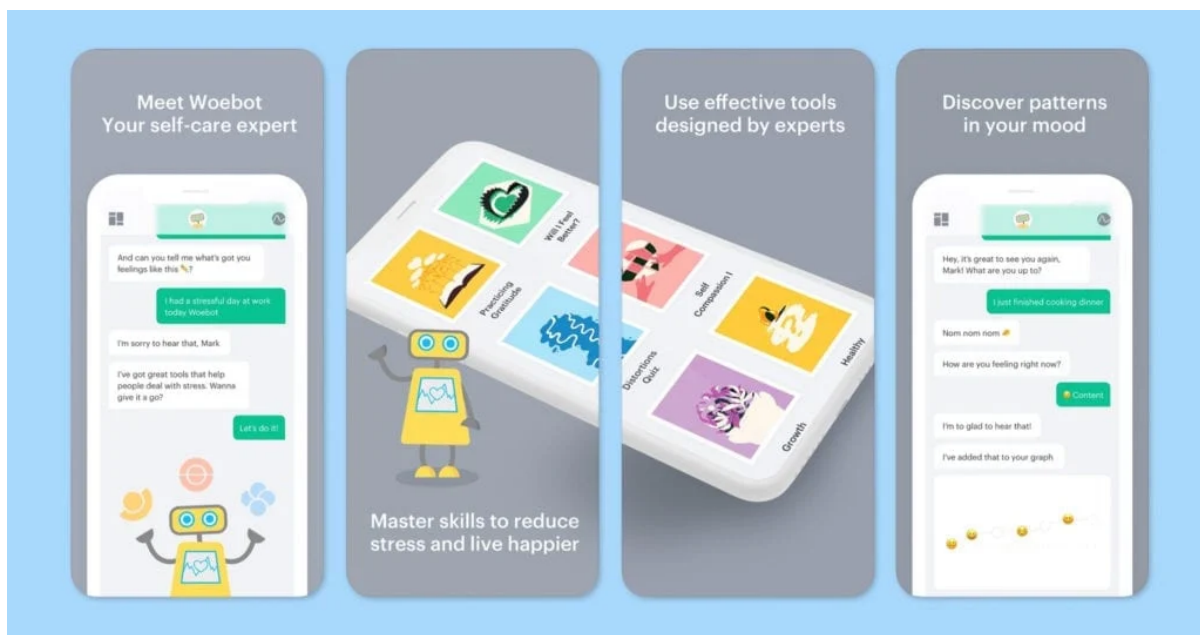 Meet Woebot
Your self-care expert
And can you tell me what's got you
feelings like this ✏️?
I had a stressful day at work
today Woebot
I'm sorry to hear that, Mark
I've got great tools that help
people deal with stress. Wanna
give it a go?
Let's do it!
Will I Feel
Better?
Practicing
Gratitude
Master skills to reduce
stress and live happier
Use effective tools
designed by experts
Self
Compassion I
Distortions
Quiz
Healthy
Growth
Discover patterns
in your mood
Hey, it's great to see you again,
Mark! What are you up to?
I just finished cooking dinner
Nom nom nom
How are you feeling right now?
Content
I'm to glad to hear that!
I've added that to your graph